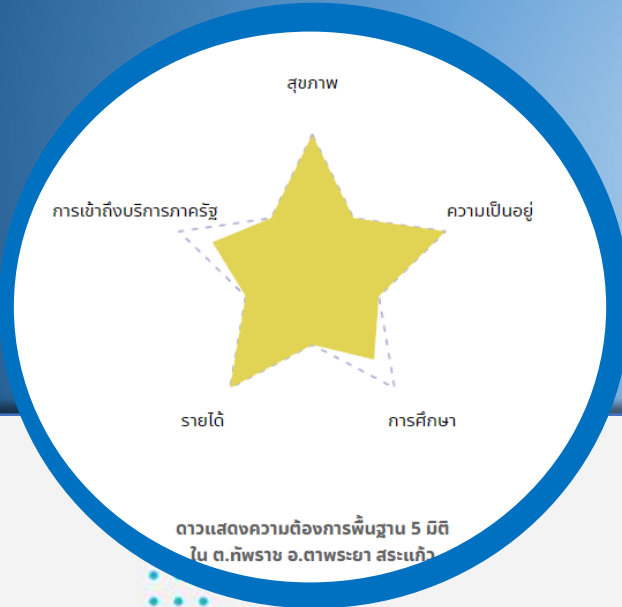 สุขภาพ
การเข้าถึงบริการภาครัฐ
ความเป็นอยู่
รายได้
การศึกษา
ดาวแสดงความต้องการพื้นฐาน 5 มิติ
ใน ต.ทัพราช อ.ตาพระยา สระแก้ว